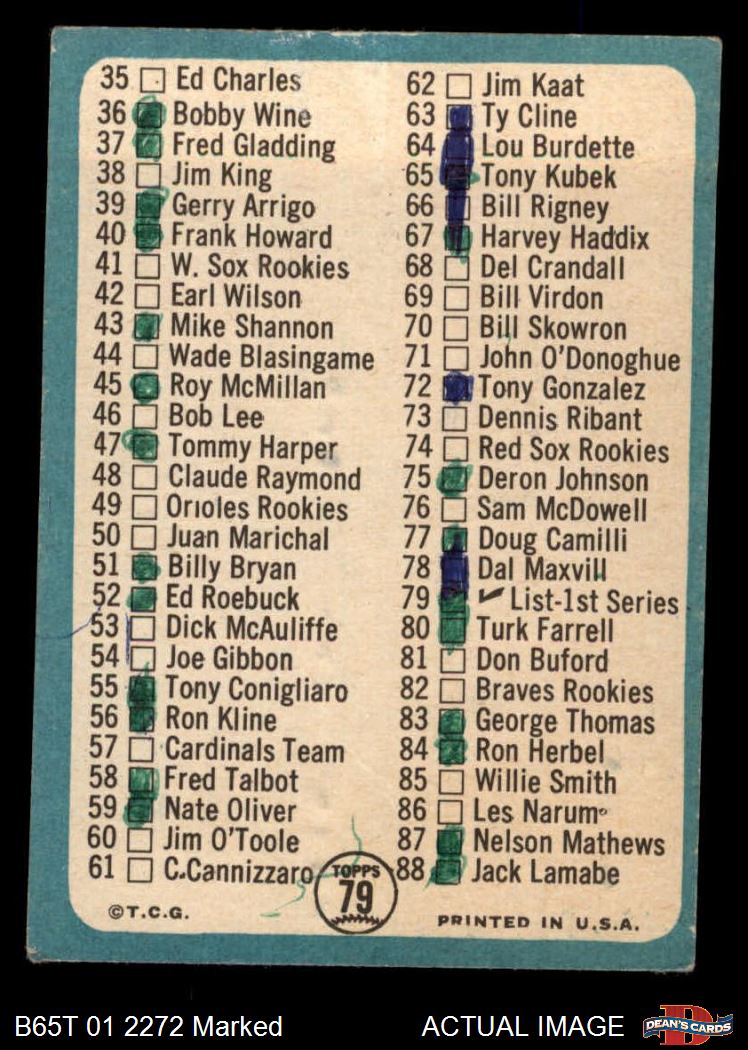 35 Ed Charles
36 Bobby Wine
37 Fred Gladding
38 Jim King
39 Gerry Arrigo
40 Frank Howard
41 W. Sox Rookies
42 Earl Wilson
43 Mike Shannon
44 Wade Blasingame
45 Roy McMillan
46 Bob Lee
47 Tommy Harper
48 Claude Raymond
49 Orioles Rookies
50 Juan Marichal
51 Billy Bryan
52 Ed Roebuck
53 Dick McAuliffe
54 Joe Gibbon
55 Tony Conigliaro
56 Ron Kline
57 Cardinals Team
58 Fred Talbot
59 Nate Oliver
60 Jim O'Toole
61 C.Cannizzaro
62 Jim Kaat
63 Ty Cline
64 Lou Burdette
65 Tony Kubek
66 Bill Rigney
67 Harvey Haddix
68 Del Crandall
69 Bill Virdon
70 Bill Skowron
71 John O'Donoghue
72 Tony Gonzalez
73 Dennis Ribant
74 Red Sox Rookies
75 Deron Johnson
76 Sam McDowell
77 Doug Camilli
78 Dal Maxvill
79 ✔ List-1st Series
80 Turk Farrell
81 Don Buford
82 Braves Rookies
83 George Thomas
84 Ron Herbel
85 Willie Smith
86 Les Narum
87 Nelson Mathews
88 Jack Lamabe
TOPPS
79
©T.C.G.
PRINTED IN U.S.A.
B65T 01 2272 Marked
ACTUAL IMAGE
DEAN'S CARDS